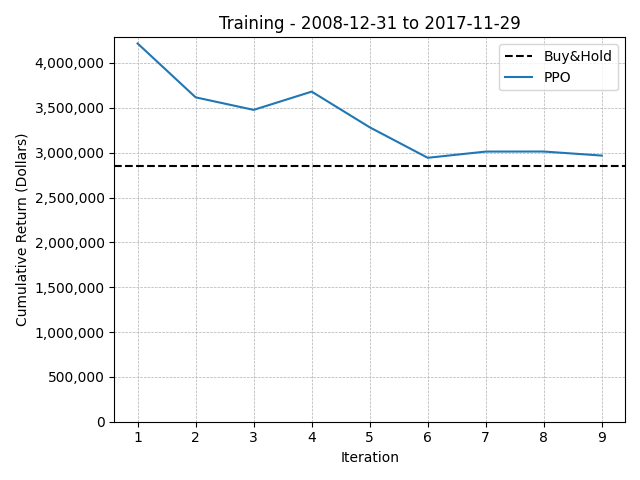 Training - 2008-12-31 to 2017-11-29
Buy&Hold
PPO
Cumulative Return (Dollars)
4,000,000
3,500,000
3,000,000
2,500,000
2,000,000
1,500,000
1,000,000
500,000
0
1 2 3 4 5 6 7 8 9
Iteration